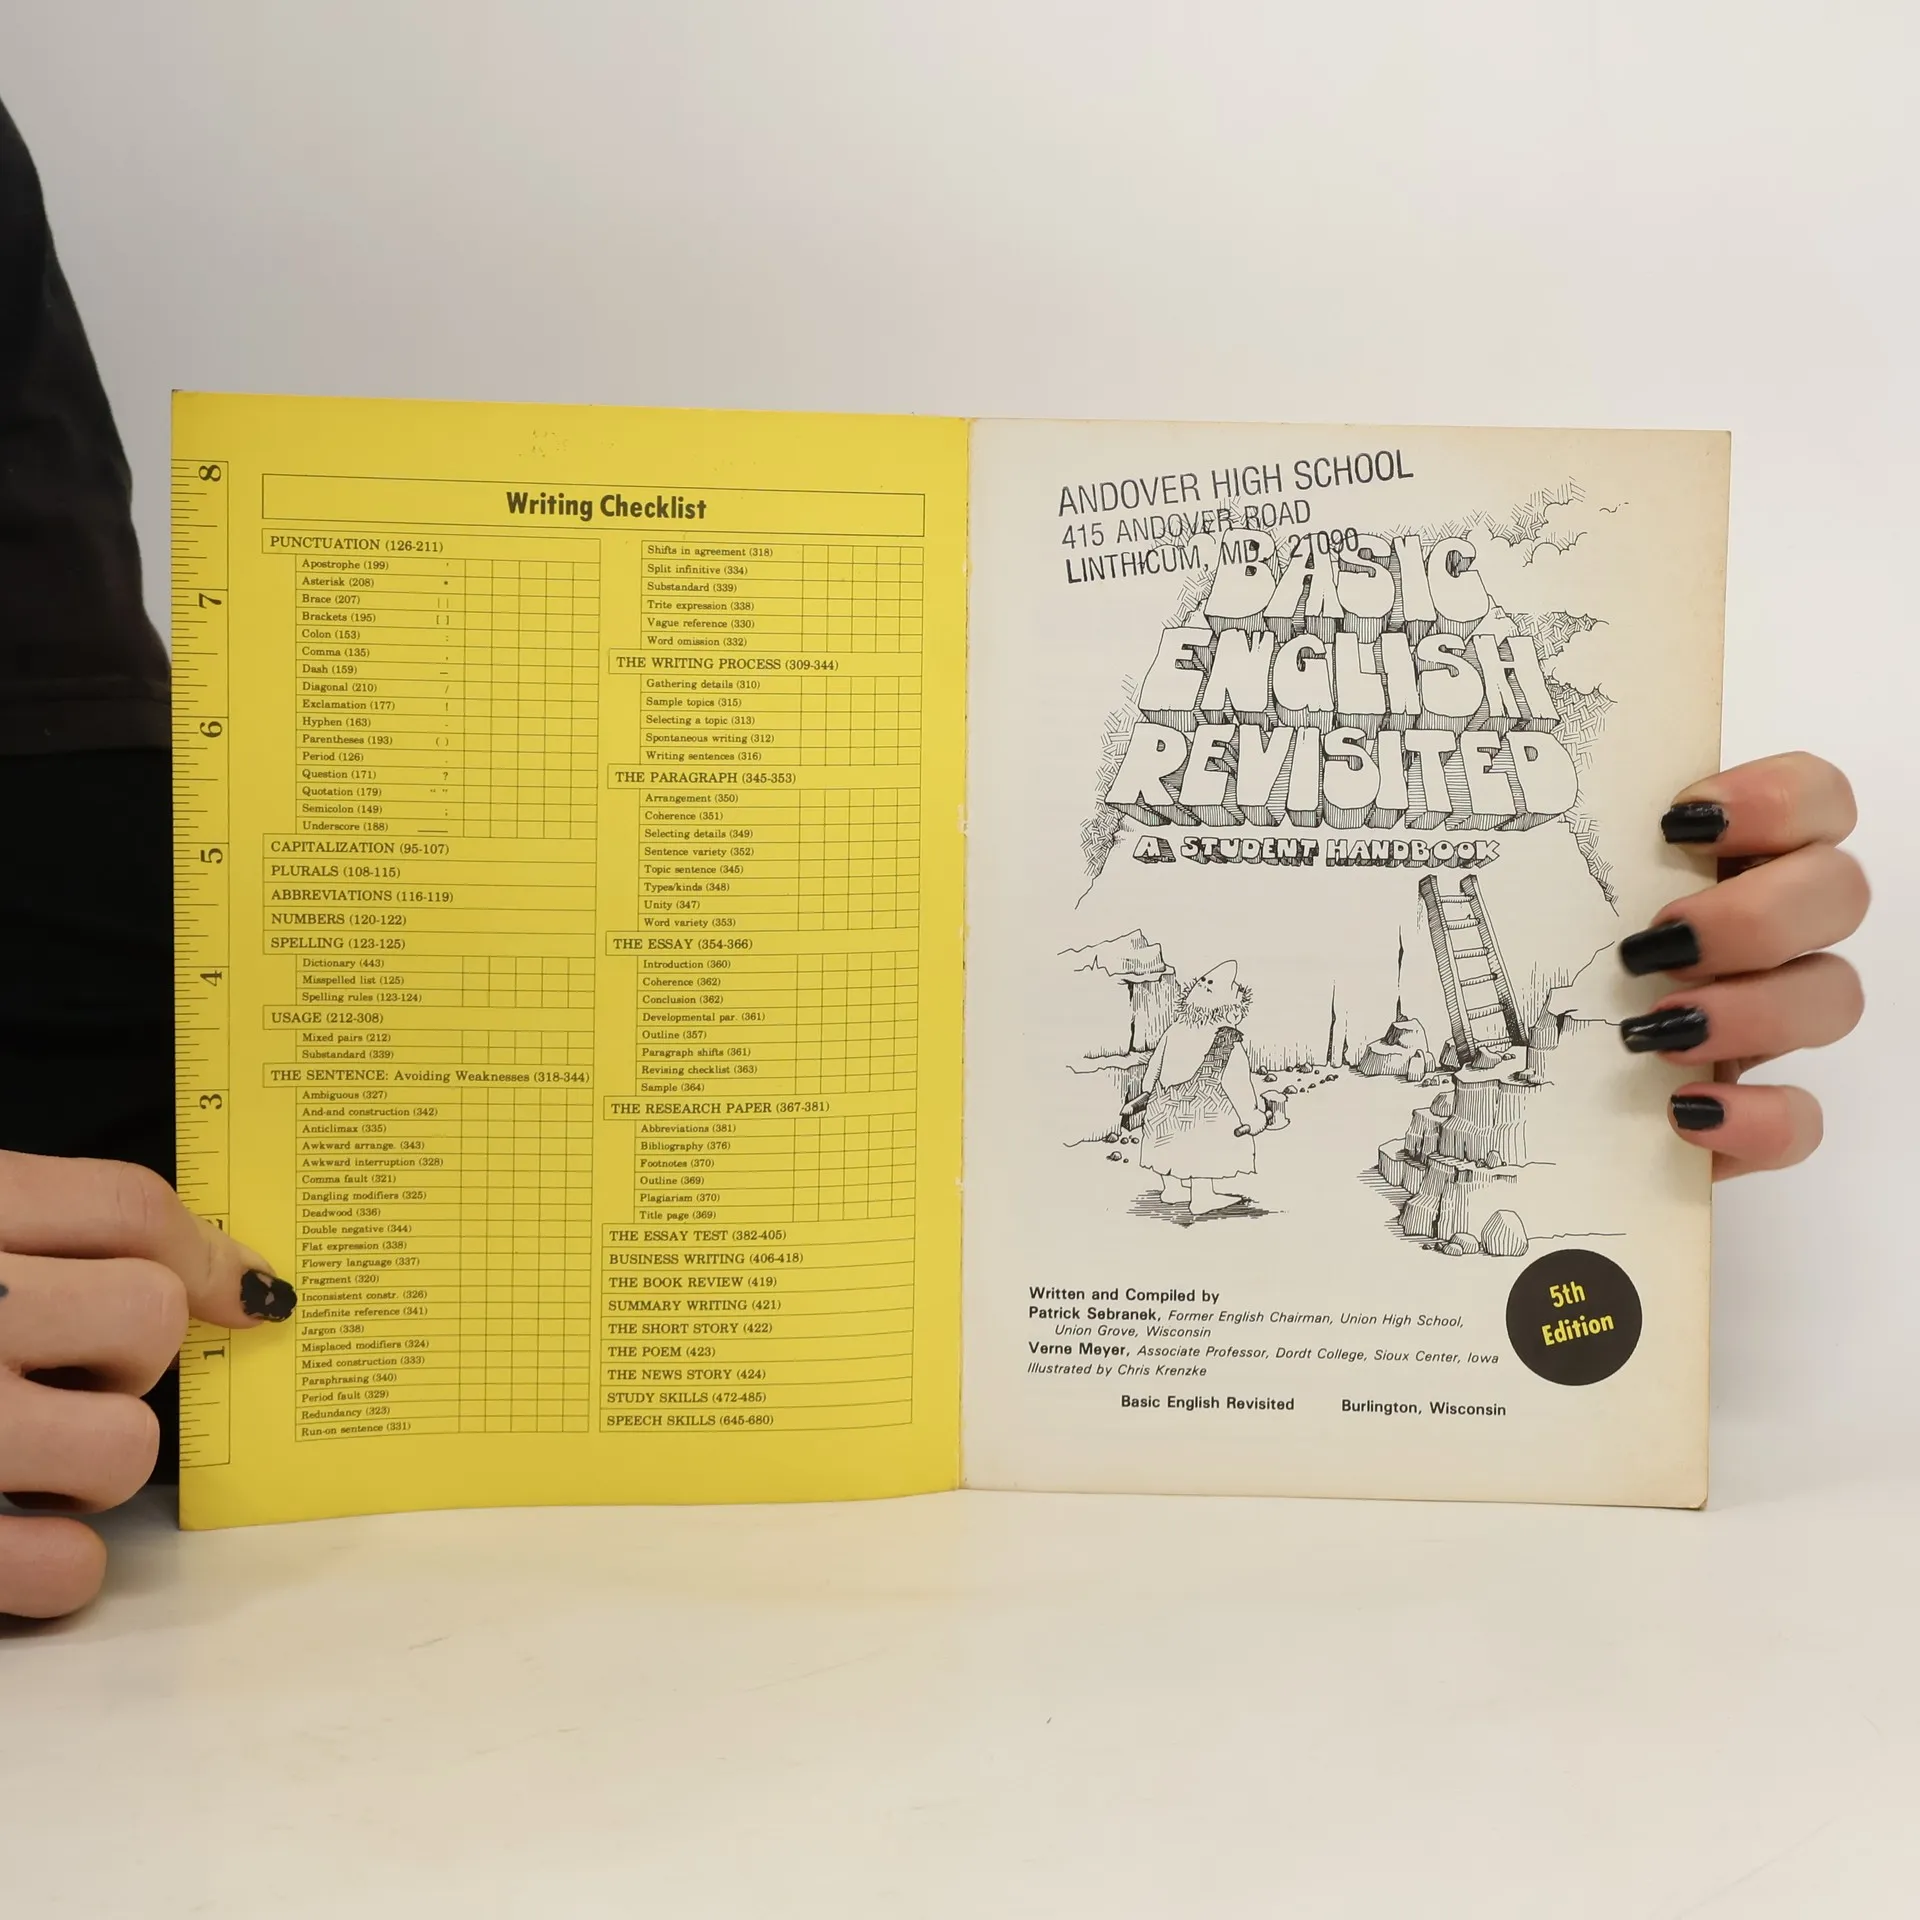 8
7
6
5
4
3
2
1
Writing Checklist
PUNCTUATION (126-211)
Apostrophe (199) '
Asterisk (208) *
Brace (207) { }
Brackets (195) [ ]
Colon (153) :
Comma (135) ,
Dash (159) —
Diagonal (210) /
Exclamation (177) !
Hyphen (163) -
Parentheses (193) ( )
Period (126) .
Question (171) ?
Quotation (179) “ ”
Semicolon (149) ;
Underscore (188) ____
CAPITALIZATION (95-107)
PLURALS (108-115)
ABBREVIATIONS (116-119)
NUMBERS (120-122)
SPELLING (123-125)
Dictionary (443)
Misspelled list (125)
Spelling rules (123-124)
USAGE (212-308)
Mixed pairs (212)
Substandard (339)
THE SENTENCE: Avoiding Weaknesses (318-344)
Ambiguous (327)
And-and construction (342)
Anticlimax (335)
Awkward arrange. (343)
Awkward interruption (328)
Comma fault (321)
Dangling modifiers (325)
Deadwood (336)
Double negative (344)
Flat expression (338)
Flowery language (337)
Fragment (320)
Inconsistent constr. (326)
Indefinite reference (341)
Jargon (338)
Misplaced modifiers (324)
Mixed construction (333)
Paraphrasing (340)
Period fault (329)
Redundancy (323)
Run-on sentence (331)
Shifts in agreement (318)
Split infinitive (334)
Substandard (339)
Trite expression (338)
Vague reference (330)
Word omission (332)
THE WRITING PROCESS (309-344)
Gathering details (310)
Sample topics (315)
Selecting a topic (313)
Spontaneous writing (312)
Writing sentences (316)
THE PARAGRAPH (345-353)
Arrangement (350)
Coherence (351)
Selecting details (349)
Sentence variety (352)
Topic sentence (345)
Types/kinds (348)
Unity (347)
Word variety (353)
THE ESSAY (354-366)
Introduction (360)
Coherence (362)
Conclusion (362)
Developmental par. (361)
Outline (357)
Paragraph shifts (361)
Revising checklist (363)
Sample (364)
THE RESEARCH PAPER (367-381)
Abbreviations (381)
Bibliography (376)
Footnotes (370)
Outline (369)
Plagiarism (370)
Title page (369)
THE ESSAY TEST (382-405)
BUSINESS WRITING (406-418)
THE BOOK REVIEW (419)
SUMMARY WRITING (421)
THE SHORT STORY (422)
THE POEM (423)
THE NEWS STORY (424)
STUDY SKILLS (472-485)
SPEECH SKILLS (645-680)
ANDOVER HIGH SCHOOL
415 ANDOVER ROAD
LINTHICUM, MD. 21090
BASIC
ENGLISH
REVISITED
A STUDENT HANDBOOK
Written and Compiled by
Patrick Sebranek, Former English Chairman, Union High School,
Union Grove, Wisconsin
Verne Meyer, Associate Professor, Dordt College, Sioux Center, Iowa
Illustrated by Chris Krenzke
5th
Edition
Basic English Revisited Burlington, Wisconsin